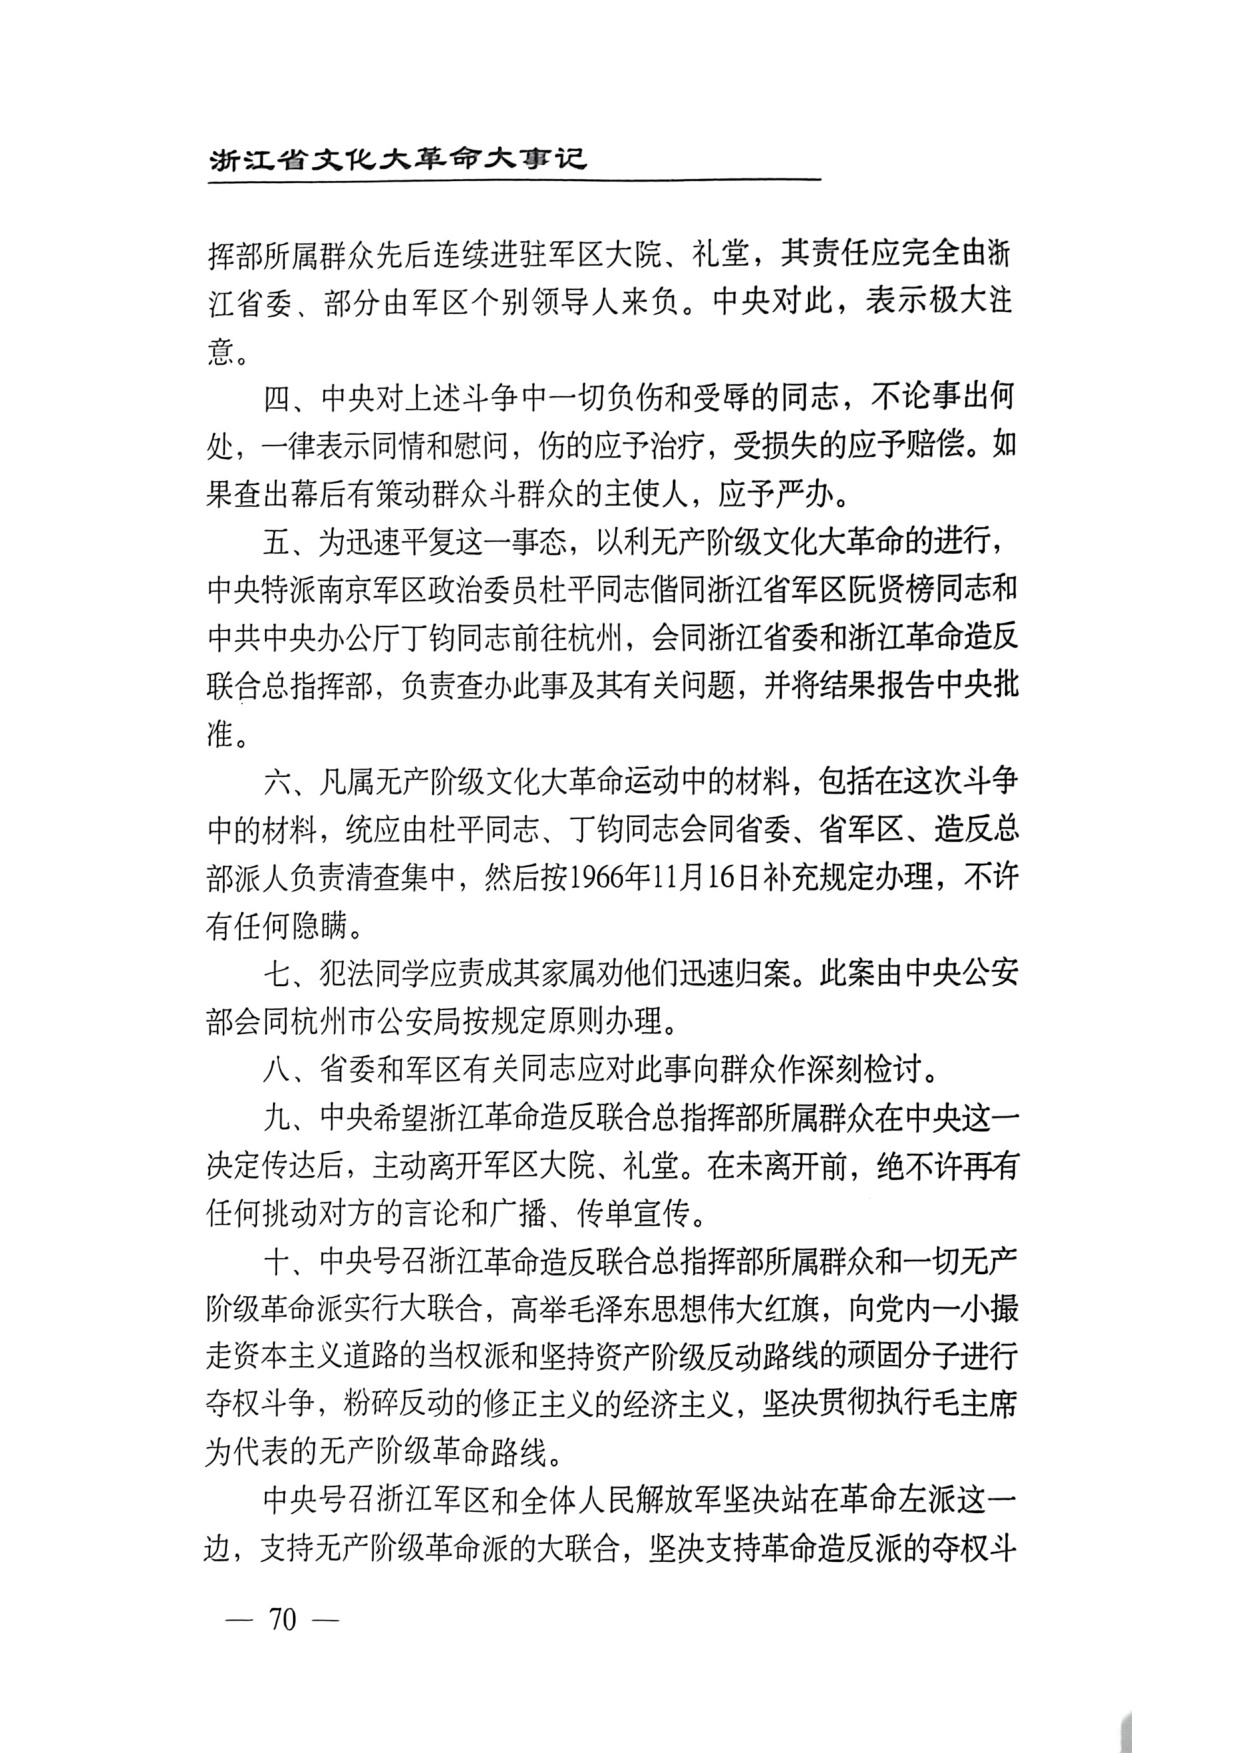 浙江省文化大革命大事记
挥部所属群众先后连续进驻军区大院、礼堂，其责任应完全由浙
江省委、部分由军区个别领导人来负。中央对此，表示极大注
意。
四、中央对上述斗争中一切负伤和受辱的同志，不论事出何
处，一律表示同情和慰问，伤的应予治疗，受损失的应予赔偿。如
果查出幕后有策动群众斗群众的主使人，应予严办。
五、为迅速平复这一事态，以利无产阶级文化大革命的进行，
中央特派南京军区政治委员杜平同志偕同浙江省军区阮贤榜同志和
中共中央办公厅丁钧同志前往杭州，会同浙江省委和浙江革命造反
联合总指挥部，负责查办此事及其有关问题，并将结果报告中央批
准。
六、凡属无产阶级文化大革命运动中的材料，包括在这次斗争
中的材料，统应由杜平同志、丁钧同志会同省委、省军区、造反总
部派人负责清查集中，然后按1966年11月16日补充规定办理，不许
有任何隐瞒。
七、犯法同学应责成其家属劝他们迅速归案。此案由中央公安
部会同杭州市公安局按规定原则办理。
八、省委和军区有关同志应对此事向群众作深刻检讨。
九、中央希望浙江革命造反联合总指挥部所属群众在中央这一
决定传达后，主动离开军区大院、礼堂。在未离开前，绝不许再有
任何挑动对方的言论和广播、传单宣传。
十、中央号召浙江革命造反联合总指挥部所属群众和一切无产
阶级革命派实行大联合，高举毛泽东思想伟大红旗，向党内一小撮
走资本主义道路的当权派和坚持资产阶级反动路线的顽固分子进行
夺权斗争，粉碎反动的修正主义的经济主义，坚决贯彻执行毛主席
为代表的无产阶级革命路线。
中央号召浙江军区和全体人民解放军坚决站在革命左派这一
边，支持无产阶级革命派的大联合，坚决支持革命造反派的夺权斗
— 70 —